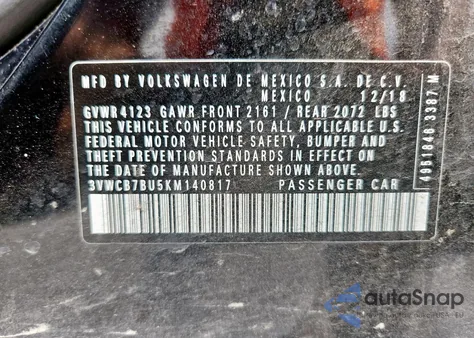 MFD BY VOLKSWAGEN DE MEXICO S.A. DE C.V.
MEXICO 12/18
GVWR 4123 GAWR FRONT 2161 / REAR 2072 LBS
THIS VEHICLE CONFORMS TO ALL APPLICABLE U.S.
FEDERAL MOTOR VEHICLE SAFETY, BUMPER, AND
THEFT PREVENTION STANDARDS IN EFFECT ON
THE DATE OF MANUFACTURE SHOWN ABOVE.
3VWCB7BU5KM140817 PASSENGER CAR
4951846 3387 M
autoSnap